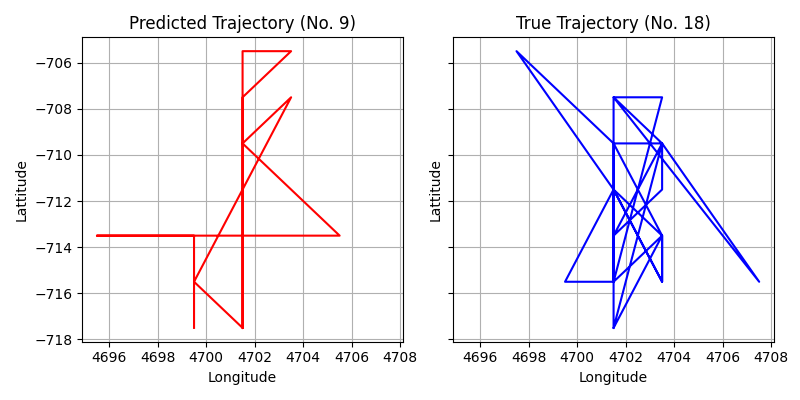 Predicted Trajectory (No. 9)
−706
−708
−710
−712
−714
−716
−718
4696 4698 4700 4702 4704 4706 4708
Longitude
Lattitude
True Trajectory (No. 18)
4696 4698 4700 4702 4704 4706 4708
Longitude
Lattitude